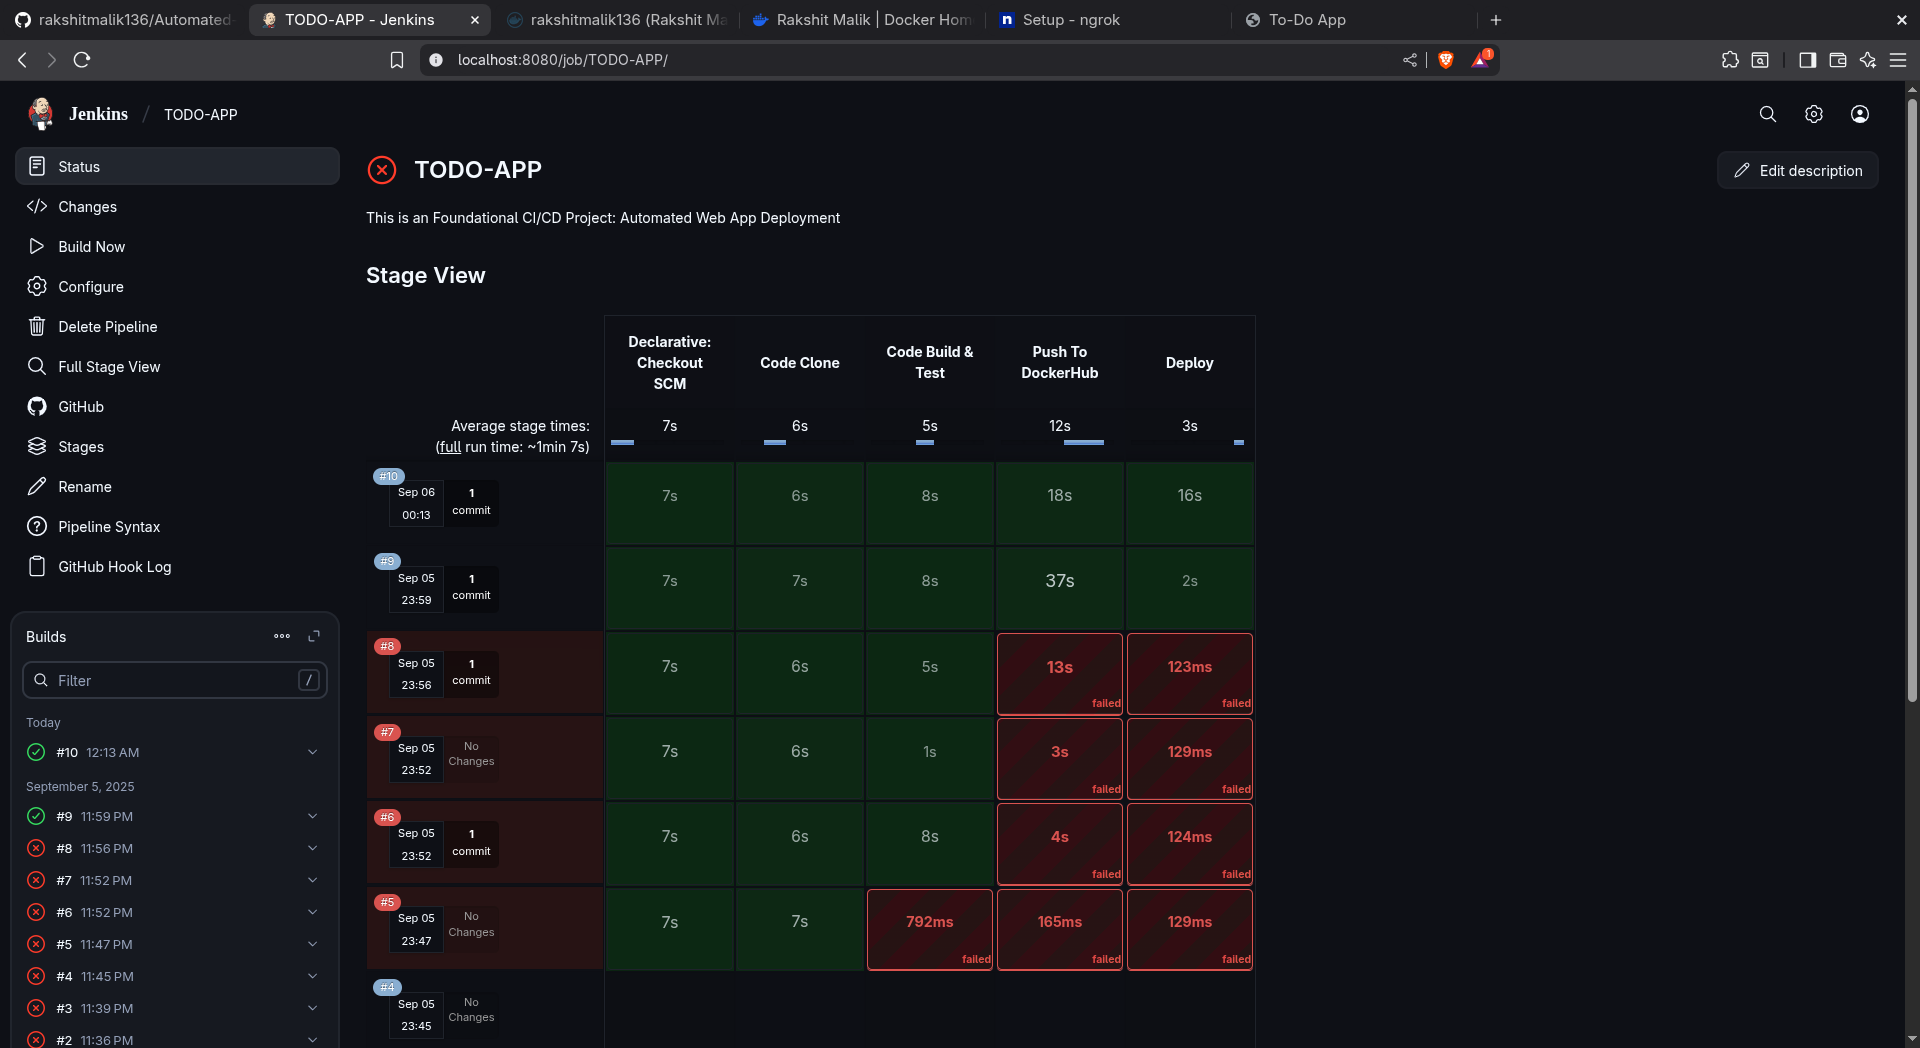 rakshitmalik136/Automated-
TODO-APP - Jenkins
rakshitmalik136 (Rakshit Ma
Rakshit Malik | Docker Hom
Setup - ngrok
To-Do App
localhost:8080/job/TODO-APP/
1
Jenkins / TODO-APP
Status
Changes
Build Now
Configure
Delete Pipeline
Full Stage View
GitHub
Stages
Rename
Pipeline Syntax
GitHub Hook Log
Builds
Filter /
Today
#10 12:13 AM
September 5, 2025
#9 11:59 PM
#8 11:56 PM
#7 11:52 PM
#6 11:52 PM
#5 11:47 PM
#4 11:45 PM
#3 11:39 PM
#2 11:36 PM
TODO-APP
Edit description
This is an Foundational CI/CD Project: Automated Web App Deployment
Stage View
Declarative:
Checkout
SCM
Code Clone
Code Build &
Test
Push To
DockerHub
Deploy
Average stage times:
(full run time: ~1min 7s)
7s 6s 5s 12s 3s
#10
Sep 06
00:13
1
commit
7s 6s 8s 18s 16s
#9
Sep 05
23:59
1
commit
7s 7s 8s 37s 2s
#8
Sep 05
23:56
1
commit
7s 6s 5s 13s 123ms
failed failed
#7
Sep 05
23:52
No
Changes
7s 6s 1s 3s 129ms
failed failed
#6
Sep 05
23:52
1
commit
7s 6s 8s 4s 124ms
failed failed
#5
Sep 05
23:47
No
Changes
7s 7s 792ms 165ms 129ms
failed failed failed
#4
Sep 05
23:45
No
Changes